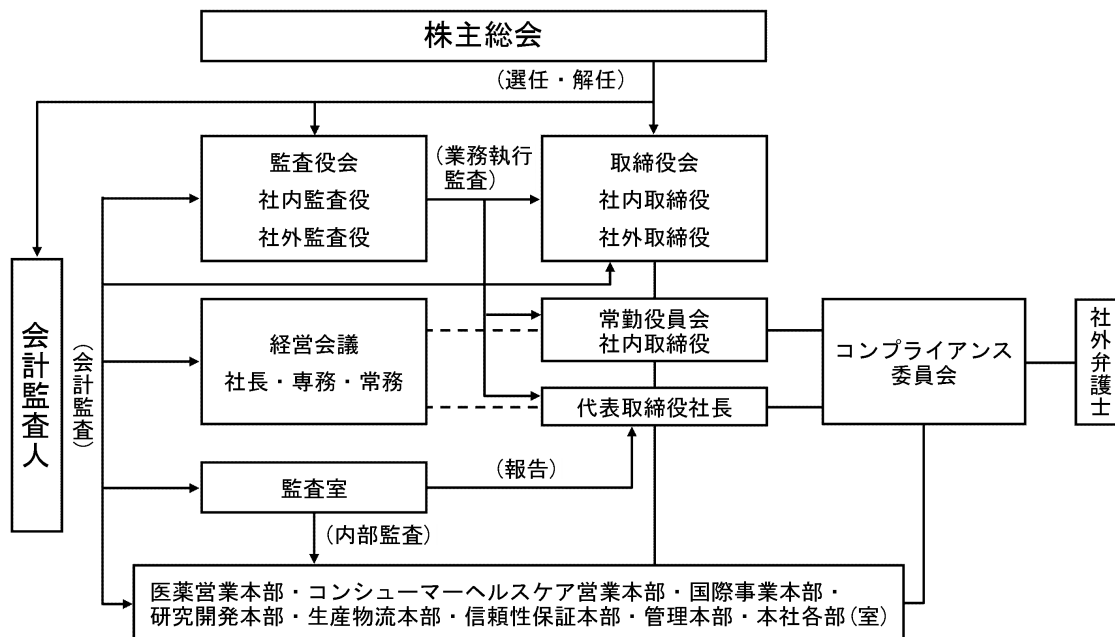 株主総会
（選任・解任）
監査役会
社内監査役
社外監査役
（業務執行
監査）
取締役会
社内取締役
社外取締役
会計監査人
（会計監査）
経営会議
社長・専務・常務
常勤役員会
社内取締役
代表取締役社長
コンプライアンス
委員会
社外弁護士
監査室
（報告）
（内部監査）
医薬営業本部・コンシューマーヘルスケア営業本部・国際事業本部・
研究開発本部・生産物流本部・信頼性保証本部・管理本部・本社各部（室）